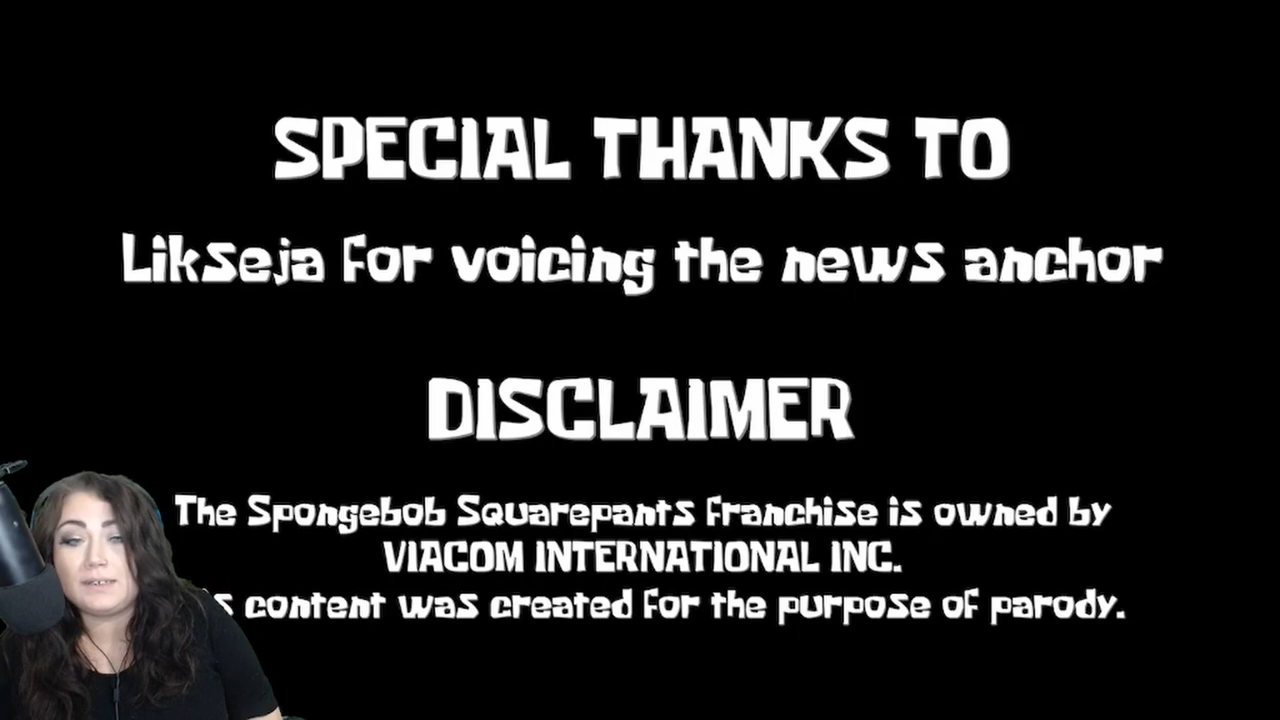 SPECIAL THANKS TO
Likseja for voicing the news anchor
DISCLAIMER
The Spongebob Squarepants franchise is owned by
VIACOM INTERNATIONAL INC.
content was created for the purpose of parody.